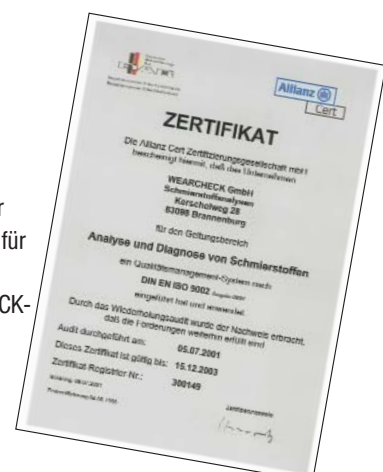 r
für
CK-
Allianz
Cert
ZERTIFIKAT
Die Allianz Cert Zertifizierungsgesellschaft mbH
bescheinigt hiermit, daß das Unternehmen
WEARCHECK GmbH
Schmierstoffanalysen
Kerschelweg 28
83098 Brannenburg
für den Geltungsbereich
Analyse und Diagnose von Schmierstoffen
ein Qualitätsmanagement-System nach
DIN EN ISO 9002
eingeführt hat und anwendet.
Durch das Wiederholungsaudit wurde der Nachweis erbracht,
daß die Forderungen weiterhin erfüllt sind
Audit durchgeführt am: 05.07.2001
Dieses Zertifikat ist gültig bis: 15.12.2003
Zertifikat-Registrier Nr.: 300149